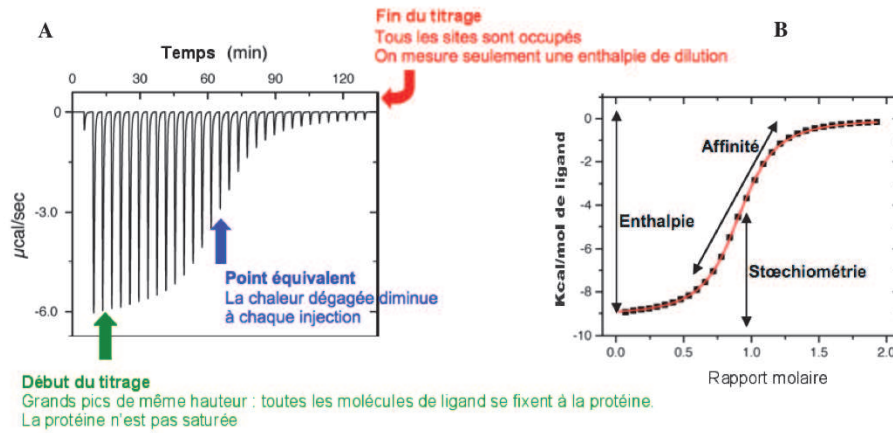 A
Temps (min)
0 30 60 90 120
0
-3.0
-6.0
µcal/sec
Fin du titrage
Tous les sites sont occupés
On mesure seulement une enthalpie de dilution
Point équivalent
La chaleur dégagée diminue
à chaque injection
Début du titrage
Grands pics de même hauteur : toutes les molécules de ligand se fixent à la protéine.
La protéine n'est pas saturée
B
Kcal/mol de ligand
0
-2
-4
-6
-8
-10
Affinité
Enthalpie
Stœchiométrie
0.0 0.5 1.0 1.5 2.0
Rapport molaire